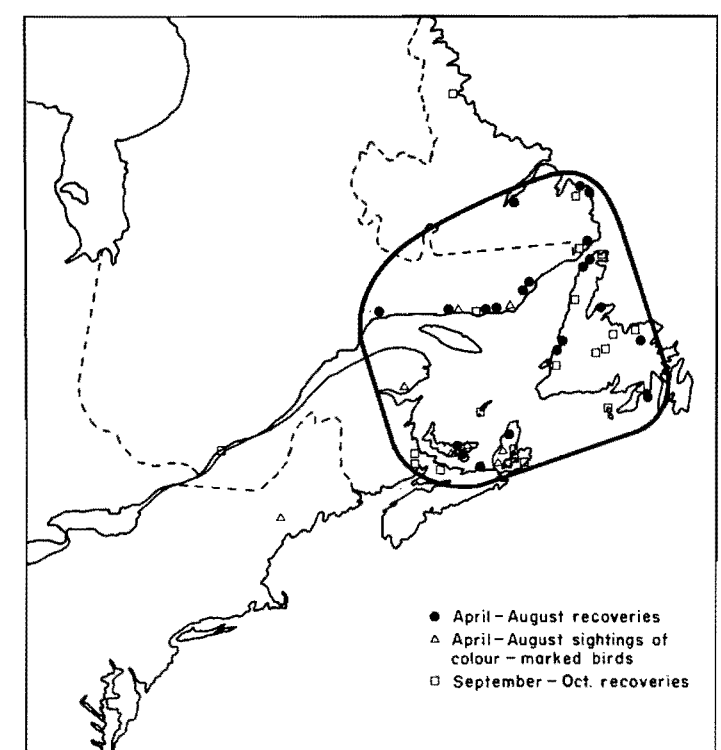 April – August recoveries
April – August sightings of
colour – marked birds
September – Oct. recoveries